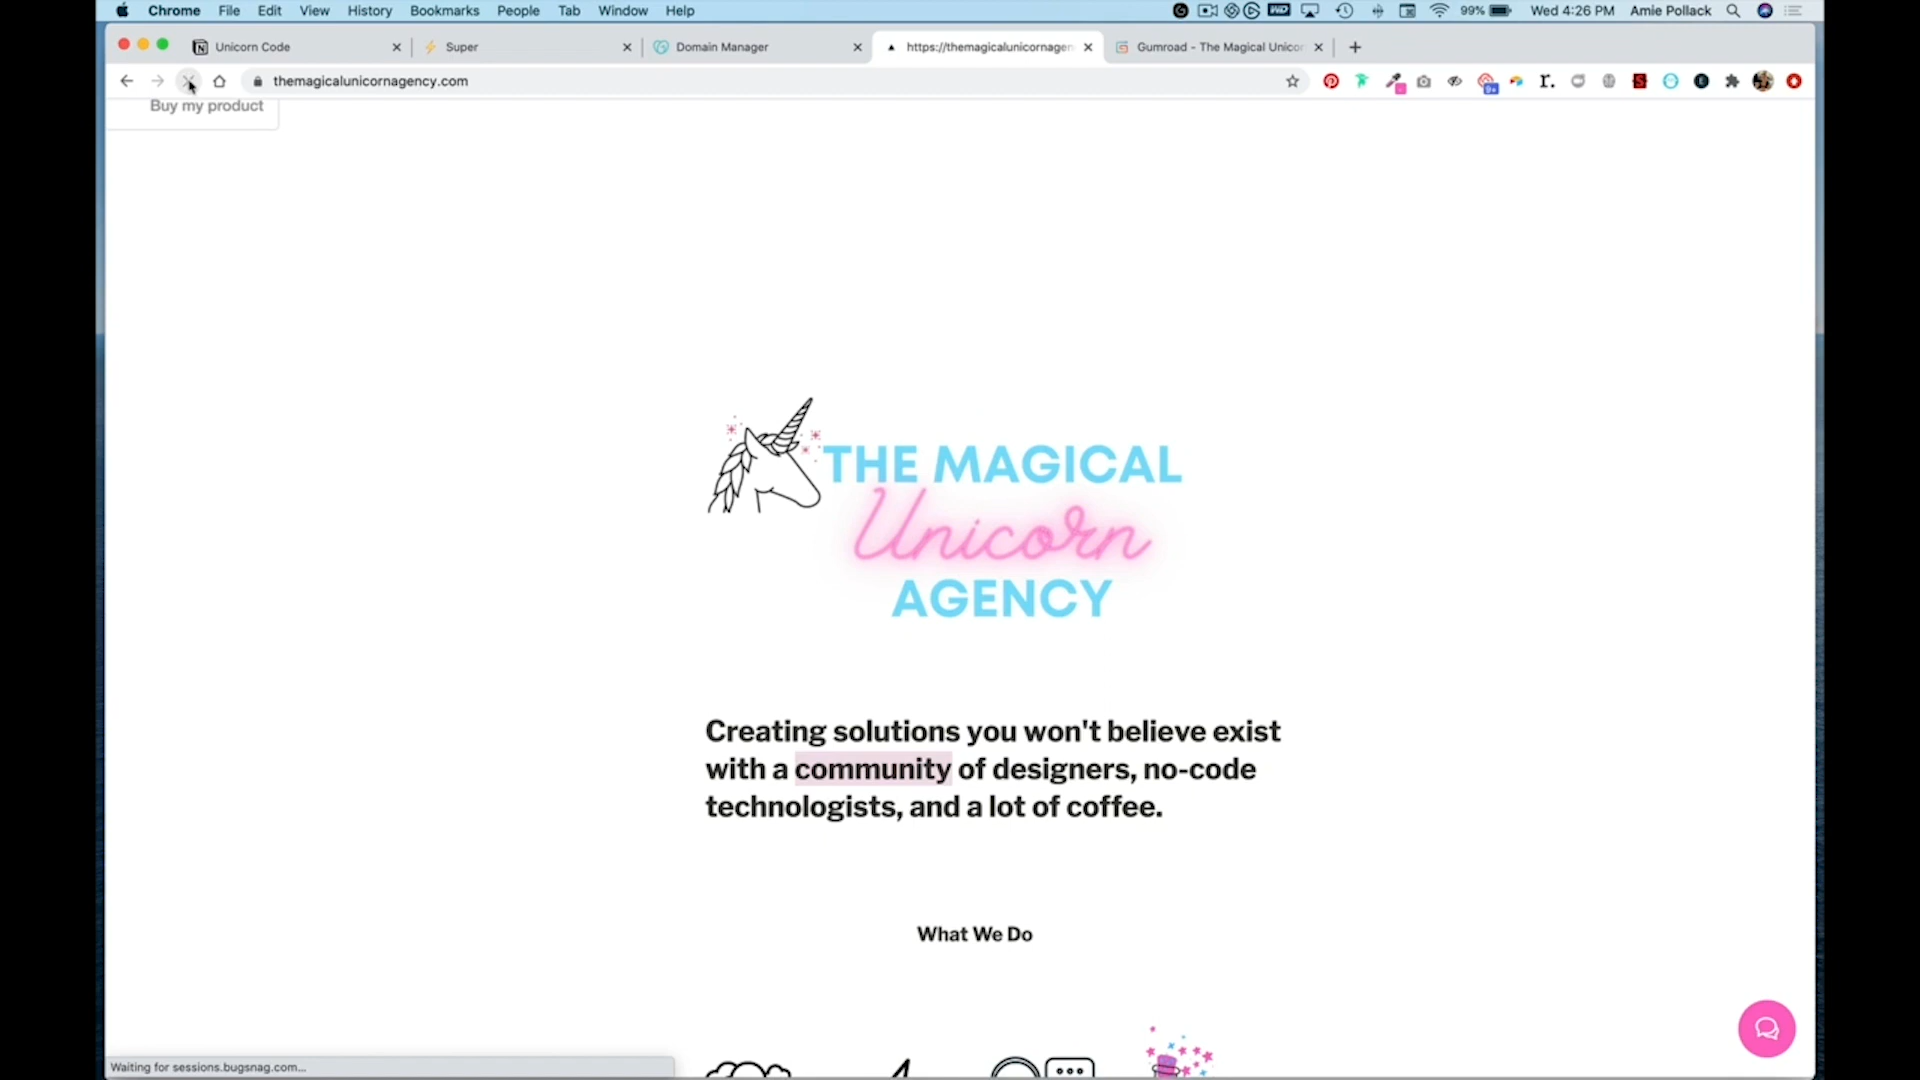 Chrome File Edit View History Bookmarks People Tab Window Help
99% Wed 4:26 PM Amie Pollack
Unicorn Code
Super
Domain Manager
https://themagicalunicornagen
Gumroad - The Magical Unicor
themagicalunicornagency.com
Buy my product
THE MAGICAL
Unicorn
AGENCY
Creating solutions you won't believe exist
with a community of designers, no-code
technologists, and a lot of coffee.
What We Do
Waiting for sessions.bugsnag.com...